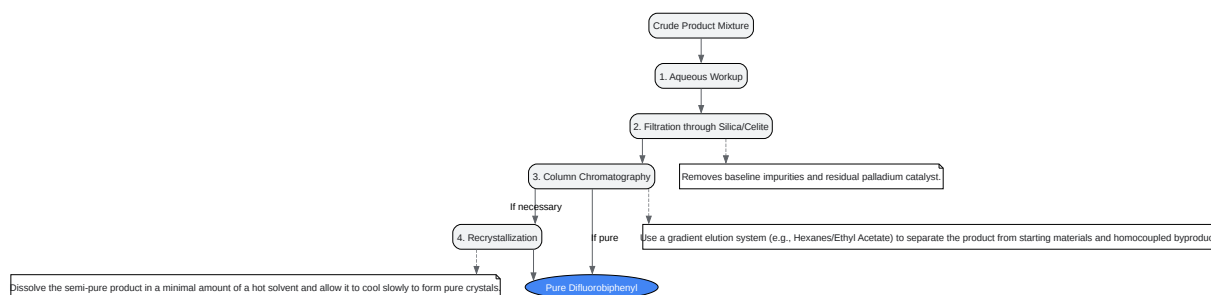 Crude Product Mixture
1. Aqueous Workup
2. Filtration through Silica/Celite
3. Column Chromatography
Removes baseline impurities and residual palladium catalyst.
If necessary
4. Recrystallization
If pure
Use a gradient elution system (e.g., Hexanes/Ethyl Acetate) to separate the product from starting materials and homocoupled
Dissolve the semi-pure product in a minimal amount of a hot solvent and allow it to cool slowly to form pure crystals.
Pure Difluorobiphenyl